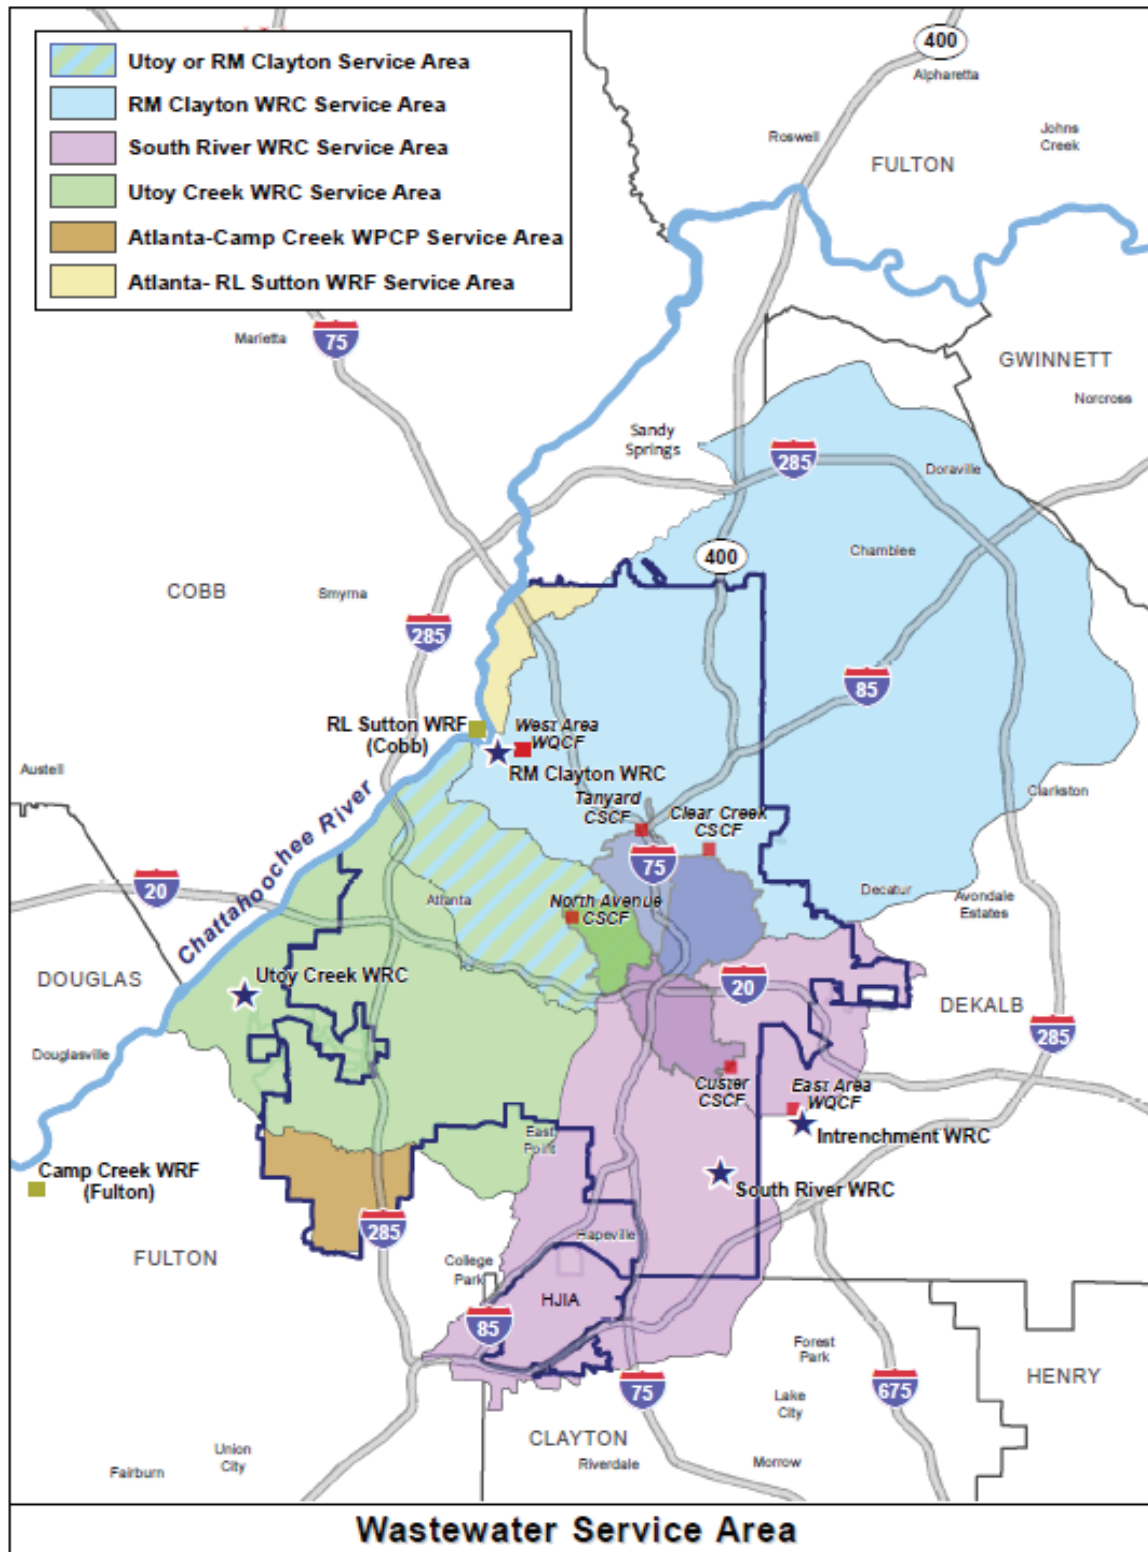 Utoy or RM Clayton Service Area
RM Clayton WRC Service Area
South River WRC Service Area
Utoy Creek WRC Service Area
Atlanta-Camp Creek WPCP Service Area
Atlanta- RL Sutton WRF Service Area
400
Alpharetta
Roswell
Johns
Creek
FULTON
Marietta
75
GWINNETT
Norcross
Sandy
Springs
285
Doraville
400
Chamblee
COBB
Smyrna
285
85
RL Sutton WRF
(Cobb)
West Area
WQCF
RM Clayton WRC
Austell
Tanyard
CSCF
Clear Creek
CSCF
Clarkston
Chattahoochee River
75
20
Atlanta
North Avenue
CSCF
Decatur
Avondale
Estates
DOUGLAS
Utoy Creek WRC
20
DEKALB
285
Douglasville
Custer
CSCF
East Area
WQCF
Intrenchment WRC
East
Point
Camp Creek WRF
(Fulton)
South River WRC
285
FULTON
Hapeville
College
Park
HJIA
85
Forest
Park
HENRY
75
675
Lake
City
CLAYTON
Union
City
Riverdale
Morrow
Fairburn
Wastewater Service Area